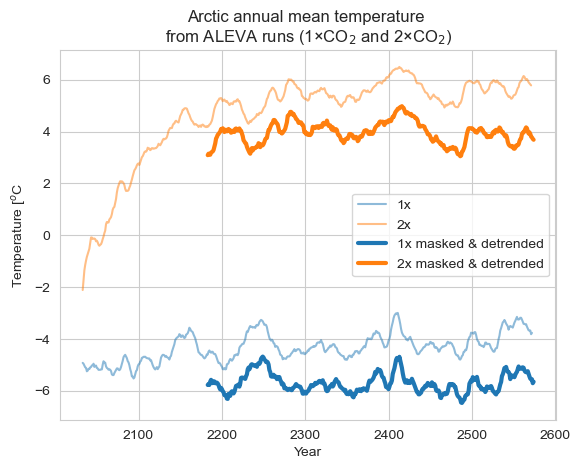 Arctic annual mean temperature
from ALEVA runs (1×CO₂ and 2×CO₂)
Temperature [°C
6
4
2
0
−2
−4
−6
1x
2x
1x masked & detrended
2x masked & detrended
2100 2200 2300 2400 2500 2600
Year